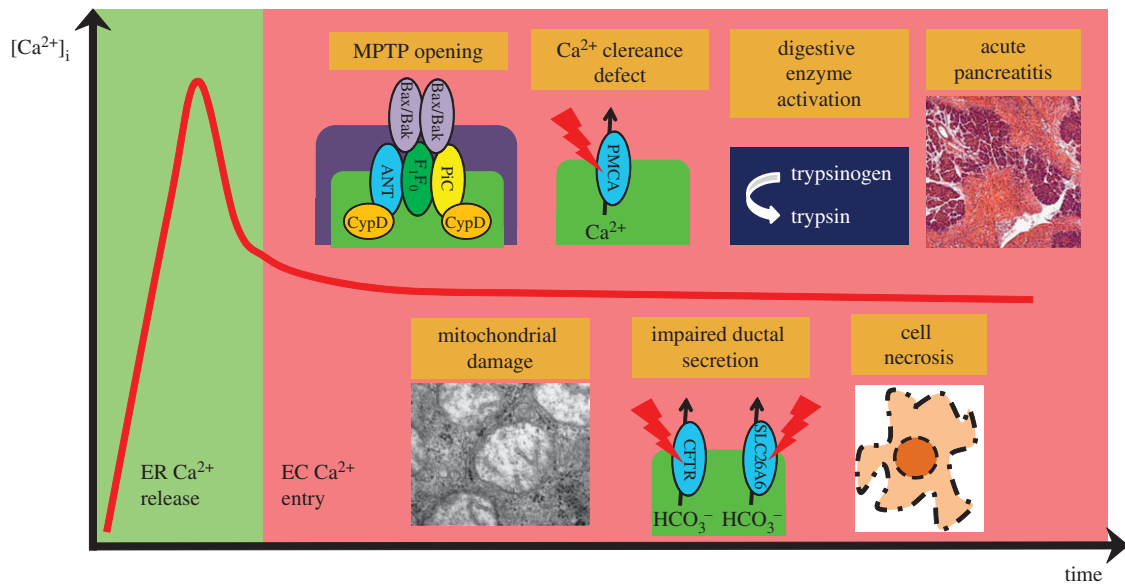 [Ca²⁺]ᵢ
MPTP opening
Bax/Bak
Bax/Bak
ANT
F₁F₀
PiC
CypD
CypD
Ca²⁺ clereance
defect
PMCA
Ca²⁺
digestive
enzyme
activation
trypsinogen
trypsin
acute
pancreatitis
mitochondrial
damage
impaired ductal
secretion
CFTR
SLC26A6
HCO₃⁻
HCO₃⁻
cell
necrosis
ER Ca²⁺
release
EC Ca²⁺
entry
time